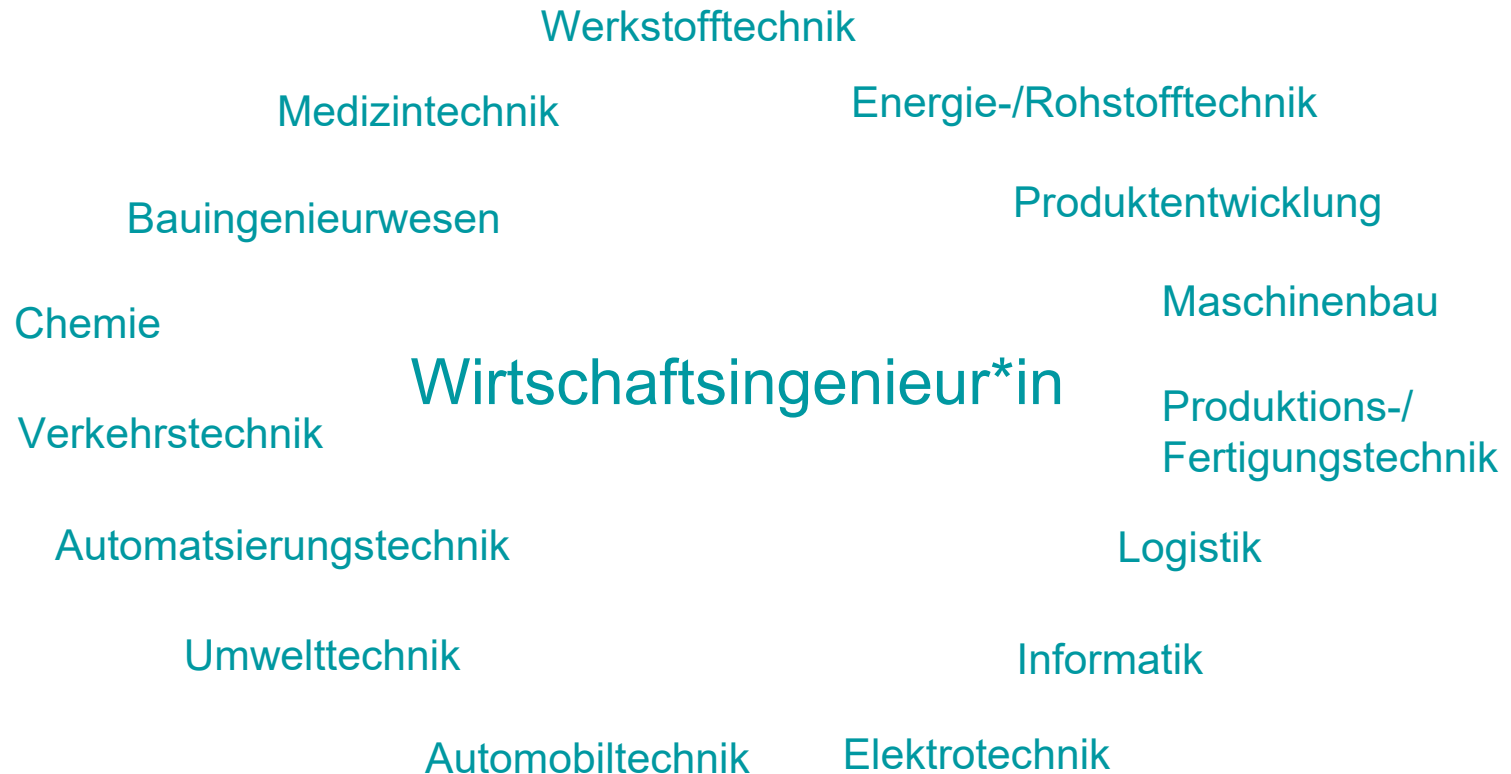 Werkstofftechnik
Medizintechnik
Energie-/Rohstofftechnik
Bauingenieurwesen
Produktentwicklung
Chemie
Maschinenbau
Wirtschaftsingenieur*in
Verkehrstechnik
Produktions-/
Fertigungstechnik
Automatsierungstechnik
Logistik
Umwelttechnik
Informatik
Automobiltechnik
Elektrotechnik